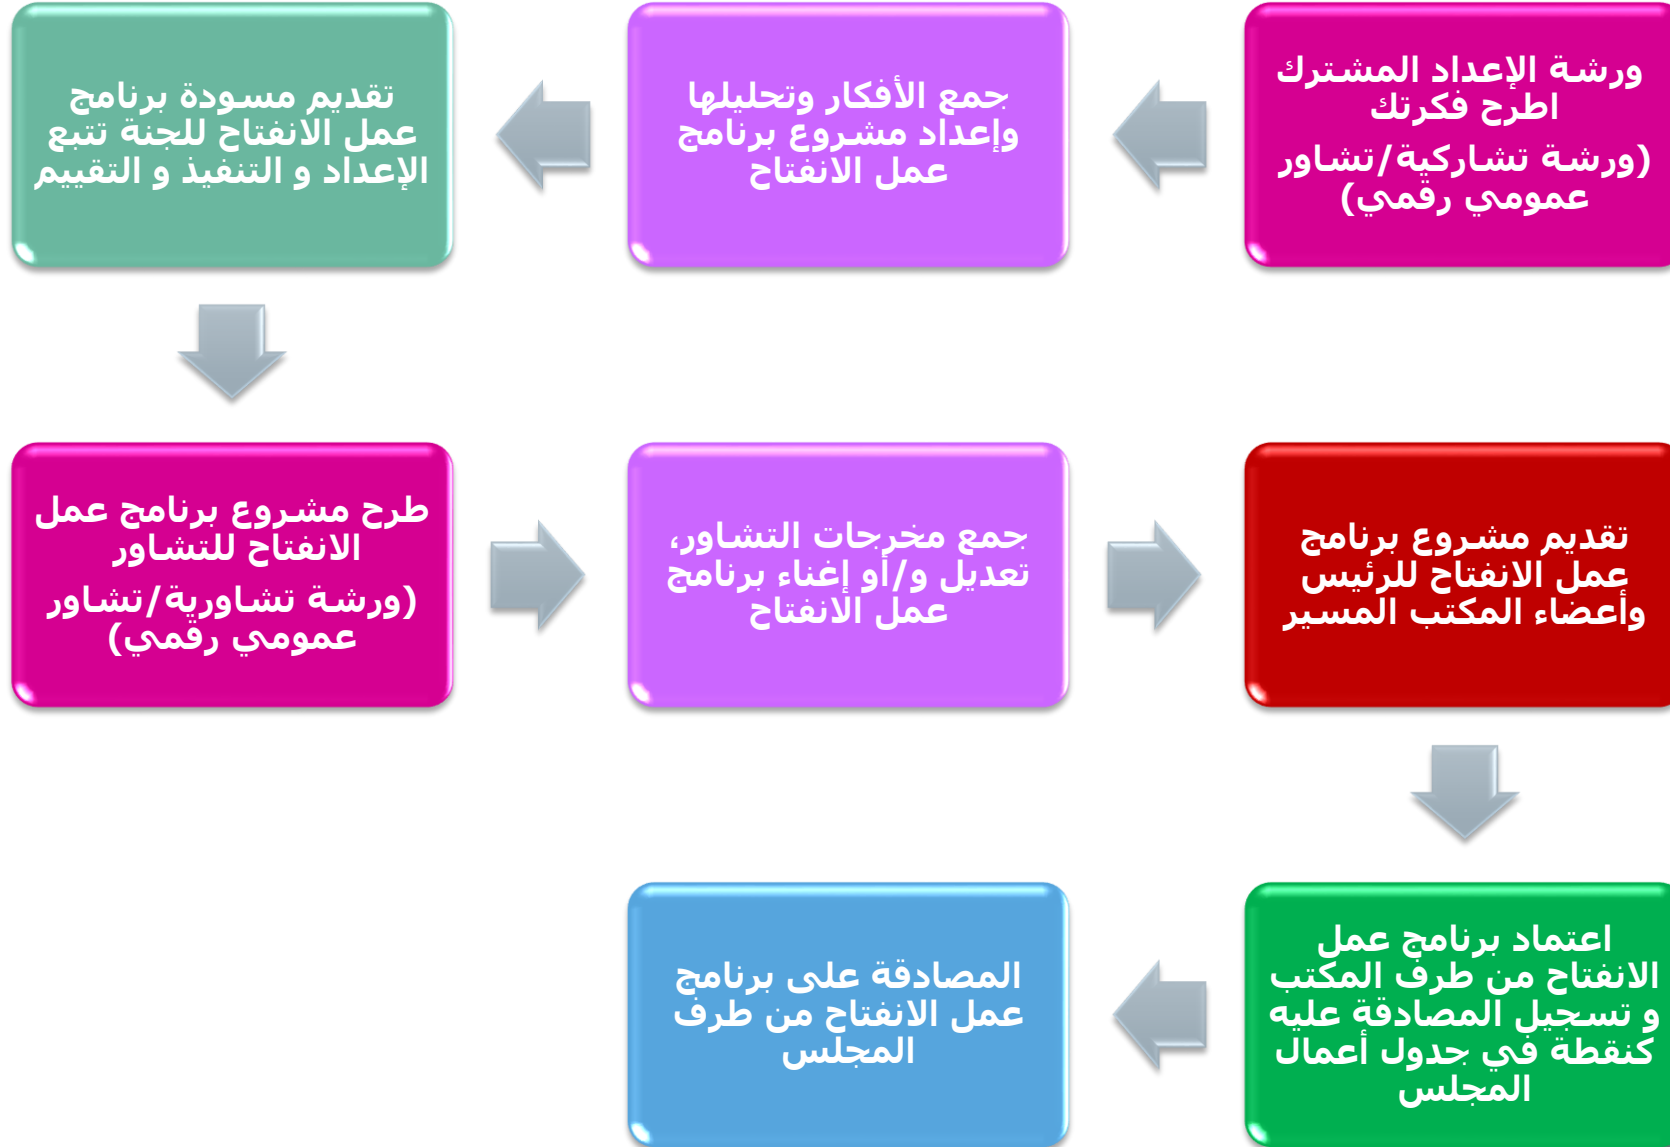 ورشة الإعداد المشترك
اطرح فكرتك
(ورشة تشاركية/تشاور
عمومي رقمي)
جمع الأفكار وتحليلها
وإعداد مشروع برنامج
عمل الانفتاح
تقديم مسودة برنامج
عمل الانفتاح للجنة تتبع
الإعداد و التنفيذ و التقييم
طرح مشروع برنامج عمل
الانفتاح للتشاور
(ورشة تشاورية/تشاور
عمومي رقمي)
جمع مخرجات التشاور،
تعديل و/أو إغناء برنامج
عمل الانفتاح
تقديم مشروع برنامج
عمل الانفتاح للرئيس
وأعضاء المكتب المسير
اعتماد برنامج عمل
الانفتاح من طرف المكتب
و تسجيل المصادقة عليه
كنقطة في جدول أعمال
المجلس
المصادقة على برنامج
عمل الانفتاح من طرف
المجلس